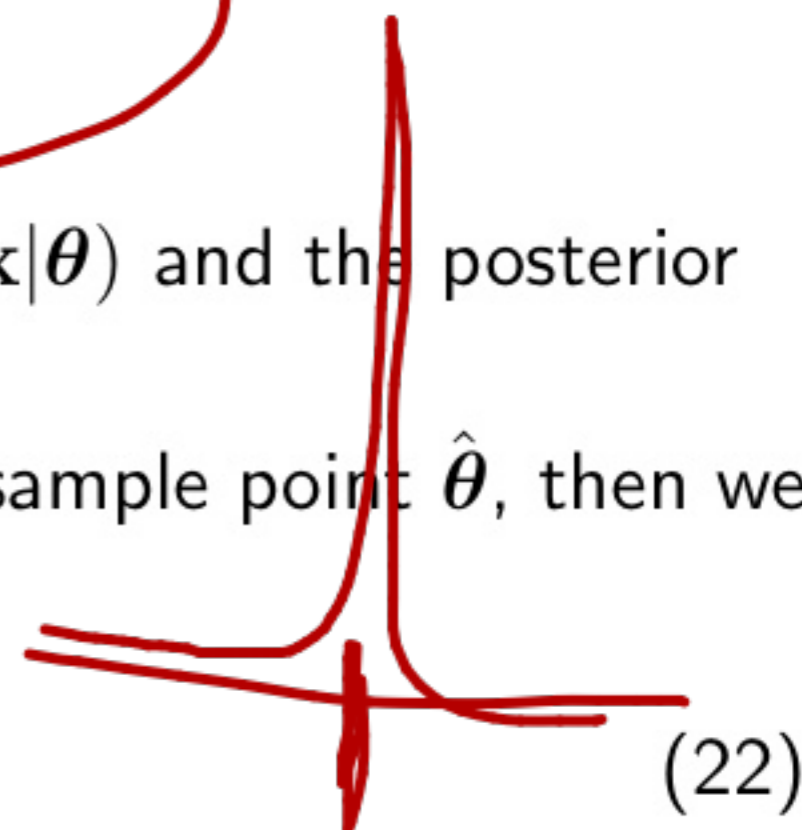 x|θ) and the posterior
sample point θ̂, then we
(22)